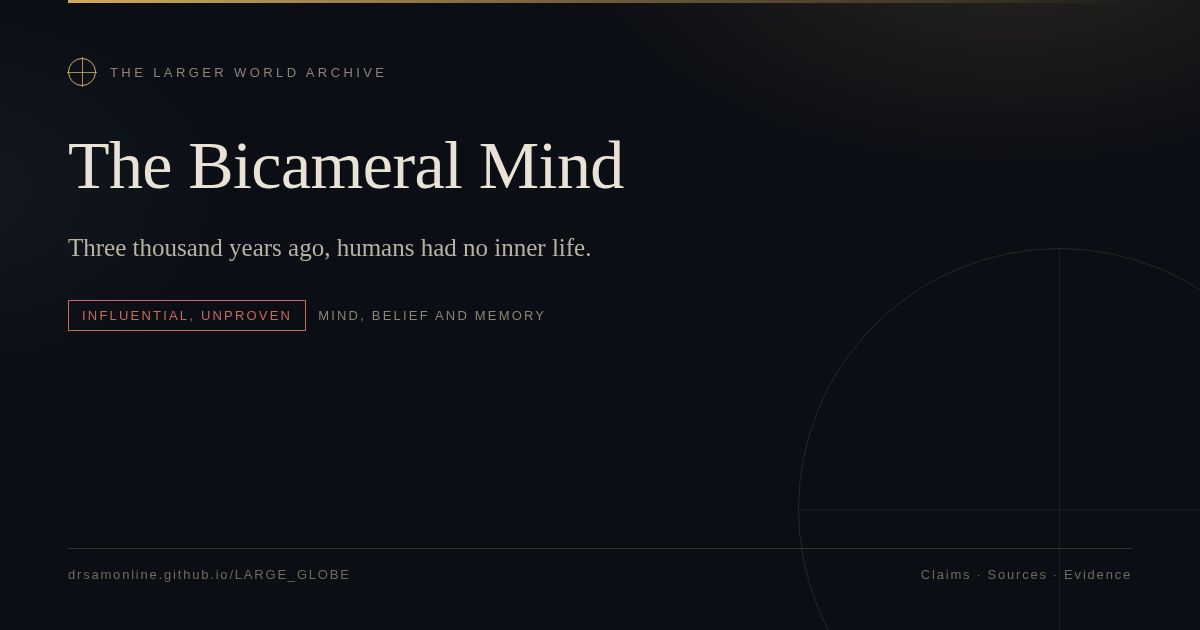 THE LARGER WORLD ARCHIVE
The Bicameral Mind
Three thousand years ago, humans had no inner life.
INFLUENTIAL, UNPROVEN MIND, BELIEF AND MEMORY
drsamonline.github.io/LARGE_GLOBE Claims · Sources · Evidence